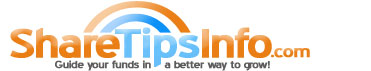 ShareTipsInfo.com
Guide your funds in a better way to grow!